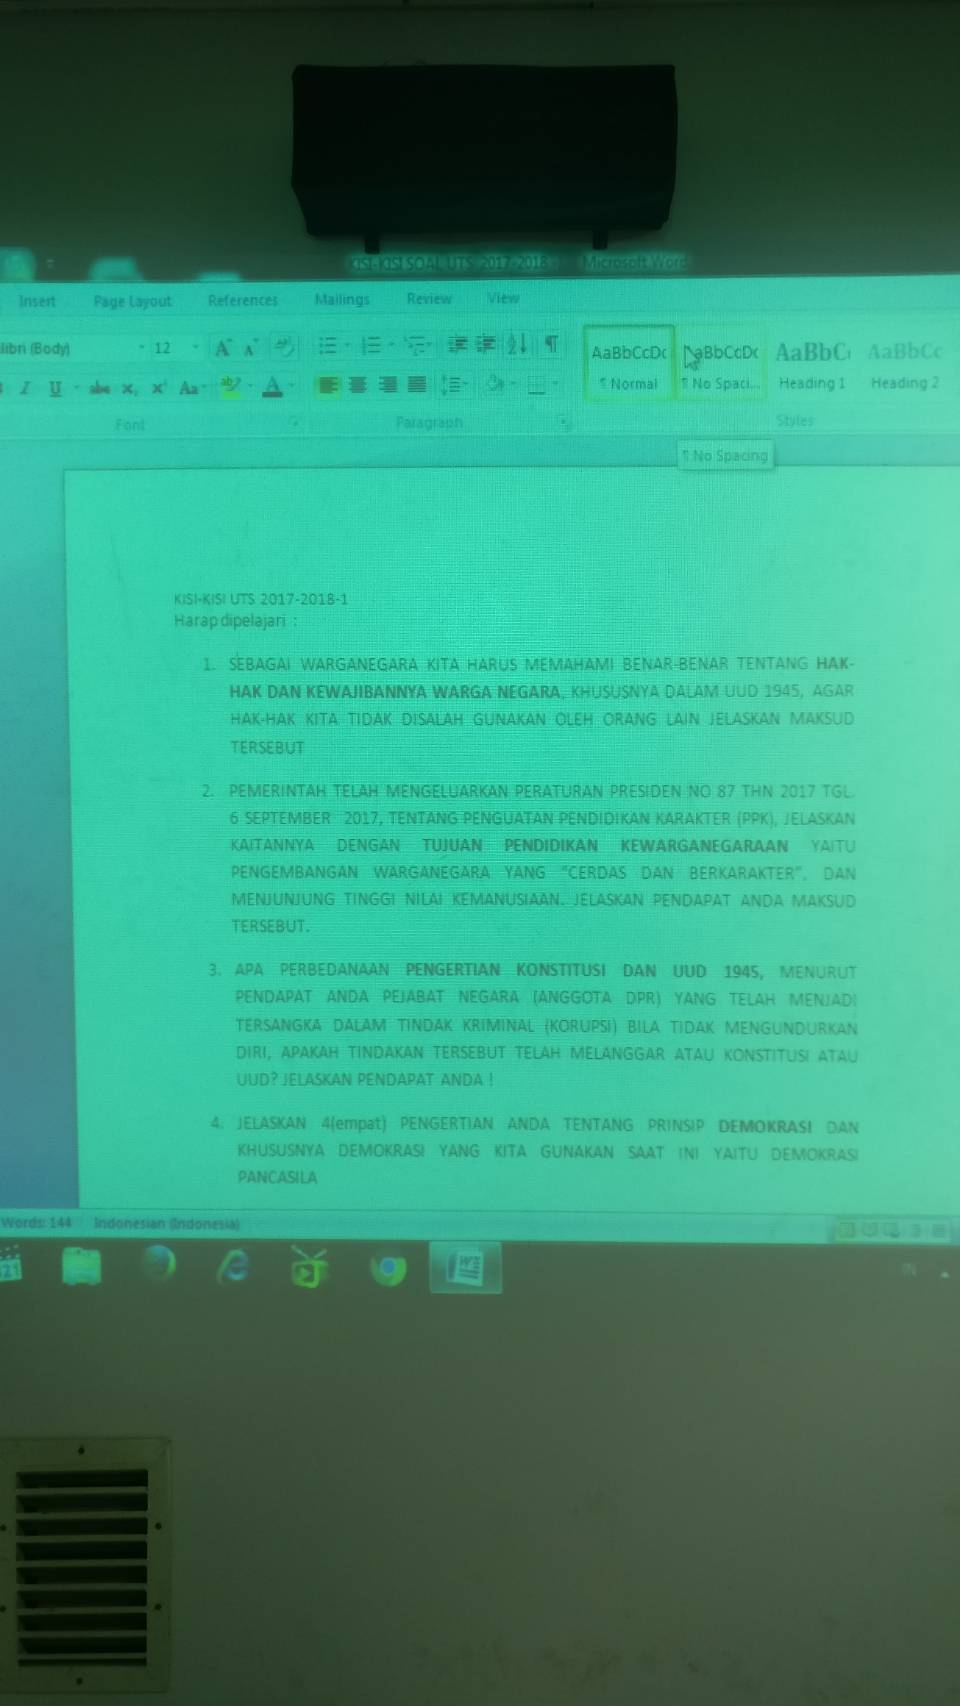 KISI-KISI SOAL UTS 2017-2018 - Microsoft Word
Insert Page Layout References Mailings Review View
libri (Body) 12 A A AaBbCcDc AaBbCcDc AaBbC AaBbCc
I U abc x, x² Aa ab A ¶ Normal ¶ No Spaci... Heading 1 Heading 2
Font Paragraph Styles
¶ No Spacing
KISI-KISI UTS 2017-2018-1
Harap dipelajari :
1. SEBAGAI WARGANEGARA KITA HARUS MEMAHAMI BENAR-BENAR TENTANG HAK-
HAK DAN KEWAJIBANNYA WARGA NEGARA, KHUSUSNYA DALAM UUD 1945, AGAR
HAK-HAK KITA TIDAK DISALAH GUNAKAN OLEH ORANG LAIN JELASKAN MAKSUD
TERSEBUT
2. PEMERINTAH TELAH MENGELUARKAN PERATURAN PRESIDEN NO 87 THN 2017 TGL.
6 SEPTEMBER 2017, TENTANG PENGUATAN PENDIDIKAN KARAKTER (PPK), JELASKAN
KAITANNYA DENGAN TUJUAN PENDIDIKAN KEWARGANEGARAAN YAITU
PENGEMBANGAN WARGANEGARA YANG “CERDAS DAN BERKARAKTER”. DAN
MENJUNJUNG TINGGI NILAI KEMANUSIAAN. JELASKAN PENDAPAT ANDA MAKSUD
TERSEBUT.
3. APA PERBEDANAAN PENGERTIAN KONSTITUSI DAN UUD 1945, MENURUT
PENDAPAT ANDA PEJABAT NEGARA (ANGGOTA DPR) YANG TELAH MENJADI
TERSANGKA DALAM TINDAK KRIMINAL (KORUPSI) BILA TIDAK MENGUNDURKAN
DIRI, APAKAH TINDAKAN TERSEBUT TELAH MELANGGAR ATAU KONSTITUSI ATAU
UUD? JELASKAN PENDAPAT ANDA !
4. JELASKAN 4(empat) PENGERTIAN ANDA TENTANG PRINSIP DEMOKRASI DAN
KHUSUSNYA DEMOKRASI YANG KITA GUNAKAN SAAT INI YAITU DEMOKRASI
PANCASILA
Words: 144 Indonesian (Indonesia)
321 IN